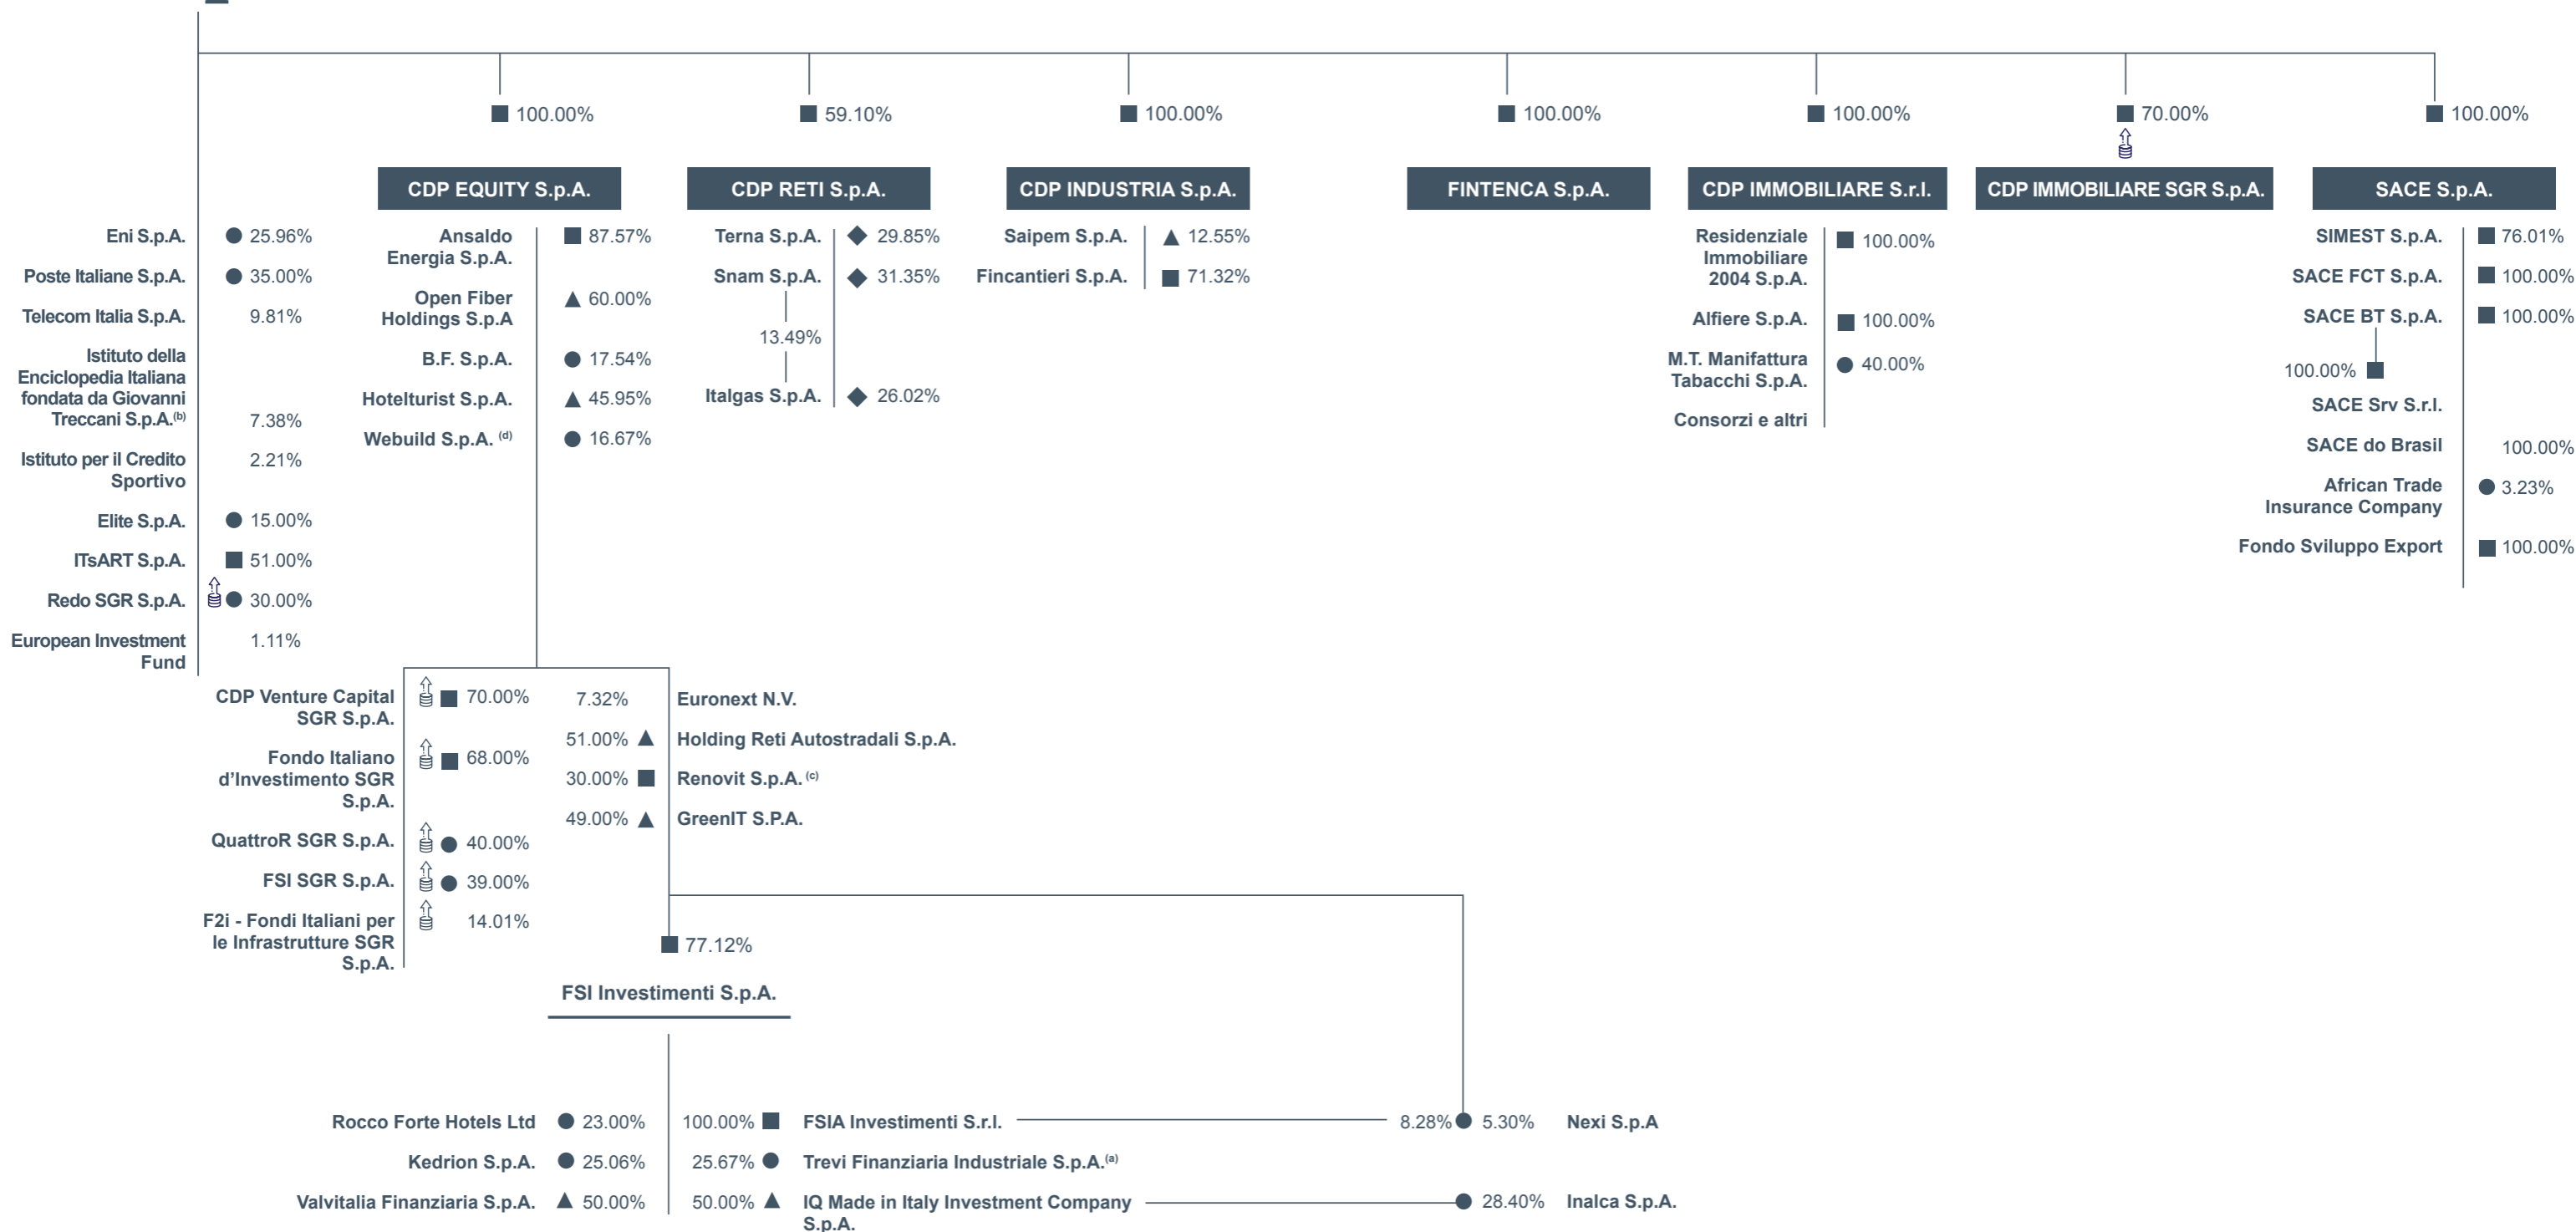 100.00%
59.10%
100.00%
100.00%
100.00%
70.00%
100.00%
CDP EQUITY S.p.A.
CDP RETI S.p.A.
CDP INDUSTRIA S.p.A.
FINTENCA S.p.A.
CDP IMMOBILIARE S.r.l.
CDP IMMOBILIARE SGR S.p.A.
SACE S.p.A.
Eni S.p.A. 25.96%
Poste Italiane S.p.A. 35.00%
Telecom Italia S.p.A. 9.81%
Istituto della
Enciclopedia Italiana
fondata da Giovanni
Treccani S.p.A.(b) 7.38%
Istituto per il Credito 2.21%
Sportivo
Elite S.p.A. 15.00%
ITsART S.p.A. 51.00%
Redo SGR S.p.A. 30.00%
European Investment 1.11%
Fund
Ansaldo 87.57%
Energia S.p.A.
Open Fiber 60.00%
Holdings S.p.A
B.F. S.p.A. 17.54%
Hotelturist S.p.A. 45.95%
Webuild S.p.A. (d) 16.67%
Terna S.p.A. 29.85%
Snam S.p.A. 31.35%
13.49%
Italgas S.p.A. 26.02%
Saipem S.p.A. 12.55%
Fincantieri S.p.A. 71.32%
Residenziale 100.00%
Immobiliare
2004 S.p.A.
Alfiere S.p.A. 100.00%
M.T. Manifattura 40.00%
Tabacchi S.p.A.
Consorzi e altri
SIMEST S.p.A. 76.01%
SACE FCT S.p.A. 100.00%
SACE BT S.p.A. 100.00%
100.00%
SACE Srv S.r.l.
SACE do Brasil 100.00%
African Trade 3.23%
Insurance Company
Fondo Sviluppo Export 100.00%
CDP Venture Capital 70.00%
SGR S.p.A.
Fondo Italiano 68.00%
d’Investimento SGR
S.p.A.
QuattroR SGR S.p.A. 40.00%
FSI SGR S.p.A. 39.00%
F2i - Fondi Italiani per 14.01%
le Infrastrutture SGR
S.p.A.
7.32% Euronext N.V.
51.00% Holding Reti Autostradali S.p.A.
30.00% Renovit S.p.A. (c)
49.00% GreenIT S.P.A.
77.12%
FSI Investimenti S.p.A.
Rocco Forte Hotels Ltd 23.00%
Kedrion S.p.A. 25.06%
Valvitalia Finanziaria S.p.A. 50.00%
100.00% FSIA Investimenti S.r.l. 8.28% 5.30% Nexi S.p.A
25.67% Trevi Finanziaria Industriale S.p.A.(a)
50.00% IQ Made in Italy Investment Company 28.40% Inalca S.p.A.
S.p.A.